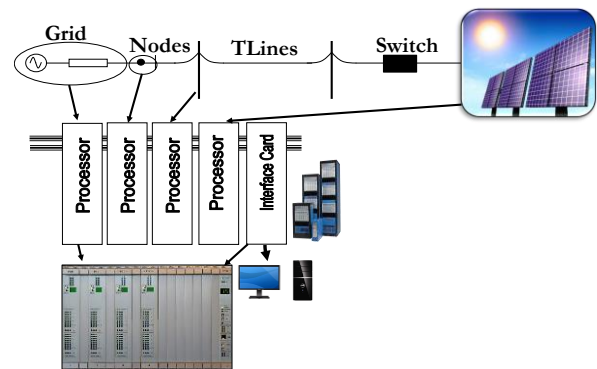 Grid
Nodes
TLines
Switch
Processor
Processor
Processor
Processor
Interface Card